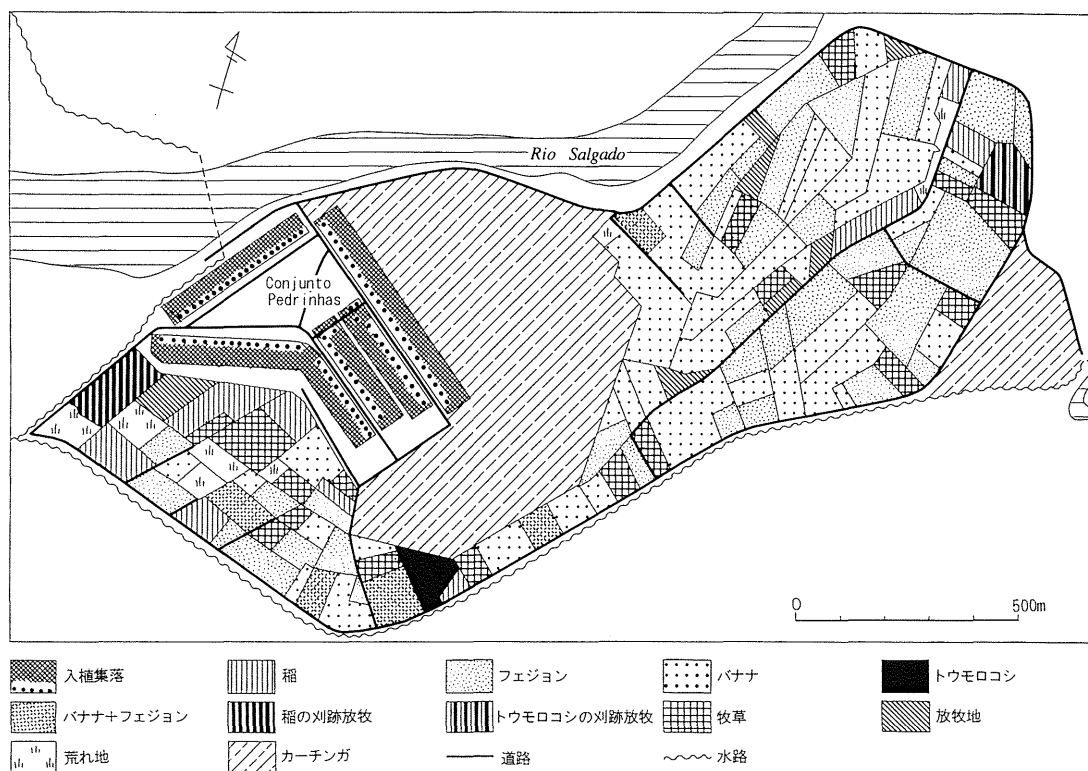 Rio Salgado
Conjunto
Pedrinhas
0 500m
入植集落 稲 フェジョン バナナ トウモロコシ
バナナ+フェジョン 稲の刈跡放牧 トウモロコシの刈跡放牧 牧草 放牧地
荒れ地 カーチンガ 道路 水路